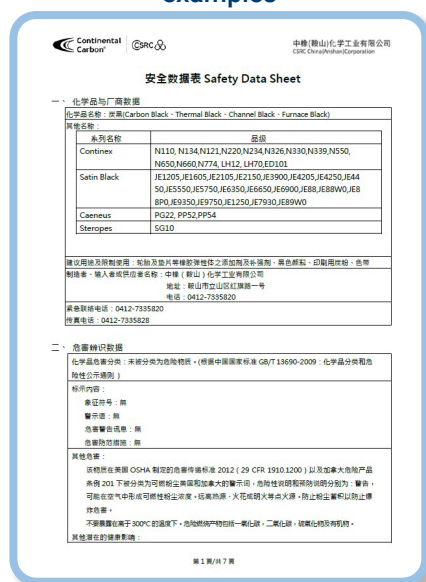 examples
Continental Carbon® CSRC 中橡(鞍山)化学工业有限公司
CSRC China(Anshan)Corporation
安全数据表 Safety Data Sheet
一、化学品与厂商数据
化学品名称：炭黑(Carbon Black、Thermal Black、Channel Black、Furnace Black)
其他名称：
系列名称 品级
Continex N110, N134,N121,N220,N234,N326,N330,N339,N550,
N650,N660,N774, LH12, LH70,ED101
Satin Black JE1205,JE1605,JE2105,JE2150,JE3900,JE4205,JE4250,JE44
50,JE5550,JE5750,JE6350,JE6650,JE6900,JE88,JE88W0,JE8
8P0,JE9350,JE9750,JE1250,JE7930,JE89W0
Caeneus PG22, PP52,PP54
Steropes SG10
建议用途及限制使用：轮胎及垫片等橡胶弹性体之添加剂及补强剂、黑色颜料、印刷用炭粉、色带
制造者、输入者或供应者名称：中橡（鞍山）化学工业有限公司
地址：鞍山市立山区红旗路一号
电话：0412-7335820
紧急联络电话：0412-7335820
传真电话：0412-7335828
二、危害辨识数据
化学品危害分类：未被分类为危险物质。(根据中国国家标准 GB/T 13690-2009：化学品分类和危
险性公示通则 )
标示内容：
象征符号：無
警示语：無
危害警告讯息：無
危害防范措施：無
其他危害：
该物质在美国 OSHA 制定的危害传输标准 2012（29 CFR 1910.1200）以及加拿大危险产品
条例 201 下被分类为可燃粉尘美国和加拿大的警示词，危险性说明和预防说明分别为：警告，
可能在空气中形成可燃性粉尘浓度。远离热源、火花或明火等点火源。防止粉尘蓄积以防止爆
炸危害。
不要暴露在高于 300℃ 的温度下。危险燃烧产物包括一氧化碳，二氧化碳，硫氧化物及有机物。
其他潜在的健康影响：
第 1 页/共 7 页